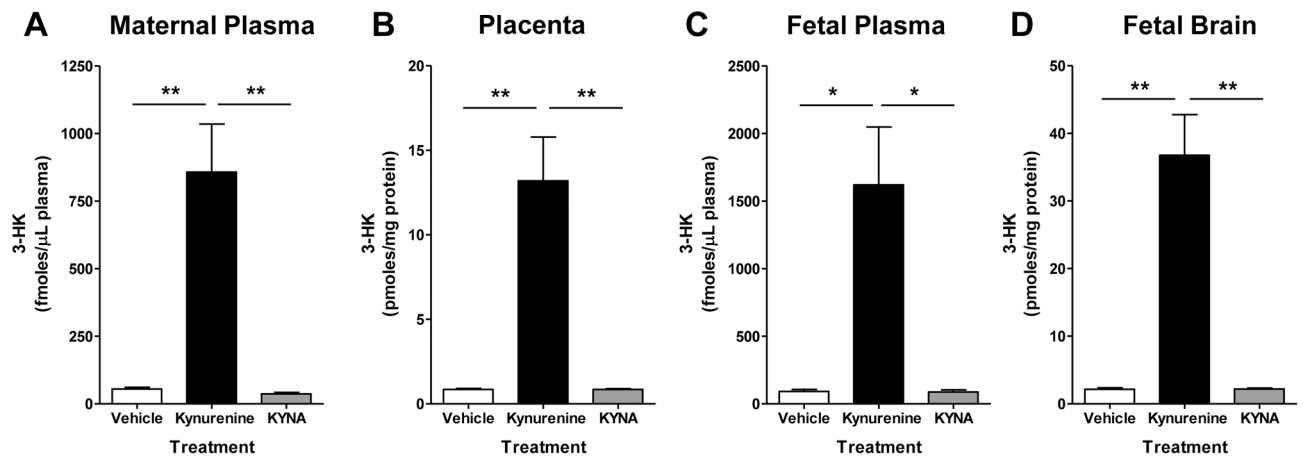 A Maternal Plasma
3-HK
(fmoles/μL plasma)
1250
1000
750
500
250
0
** **
Vehicle Kynurenine KYNA
Treatment
B Placenta
3-HK
(pmoles/mg protein)
20
16
12
15
10
5
0
** **
Vehicle Kynurenine KYNA
Treatment
C Fetal Plasma
3-HK
(fmoles/μL plasma)
2500
2000
1500
1000
500
0
* *
Vehicle Kynurenine KYNA
Treatment
D Fetal Brain
3-HK
(pmoles/mg protein)
50
40
30
20
10
0
** **
Vehicle Kynurenine KYNA
Treatment